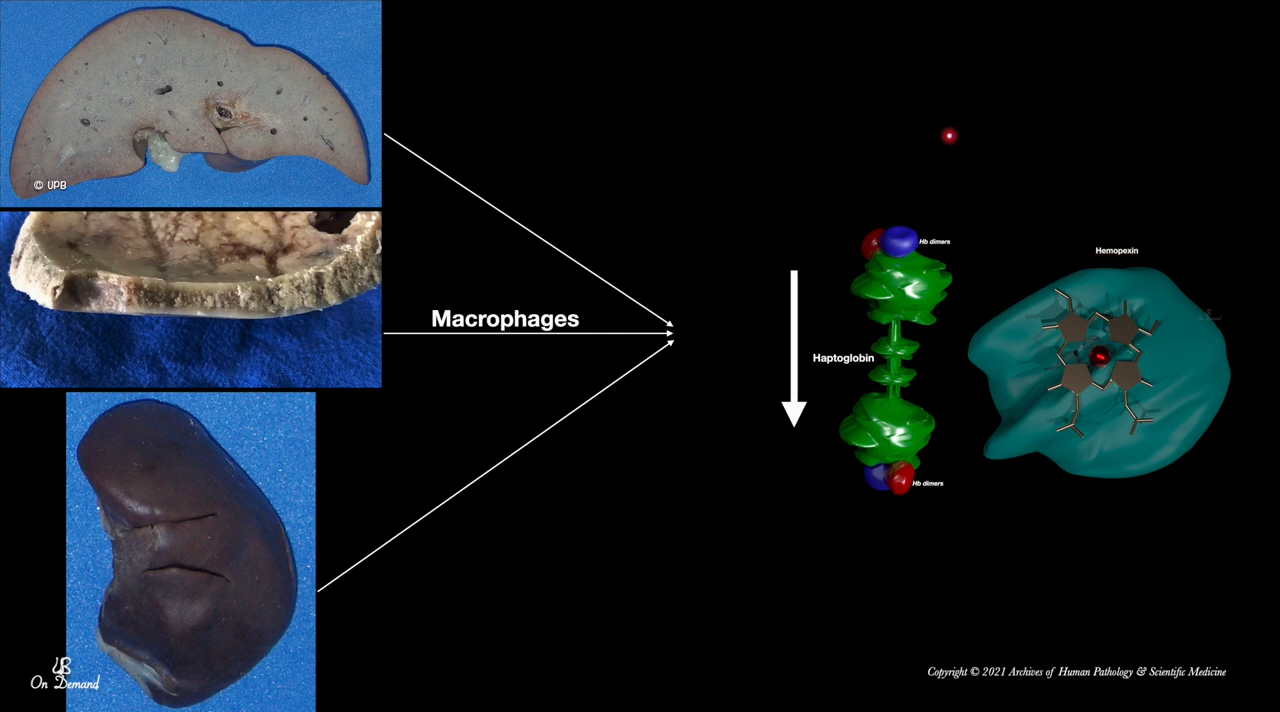 © UPB
Macrophages
Hb dimers
Hemopexin
Haptoglobin
Hb dimers
UB
On Demand
Copyright © 2021 Archives of Human Pathology & Scientific Medicine